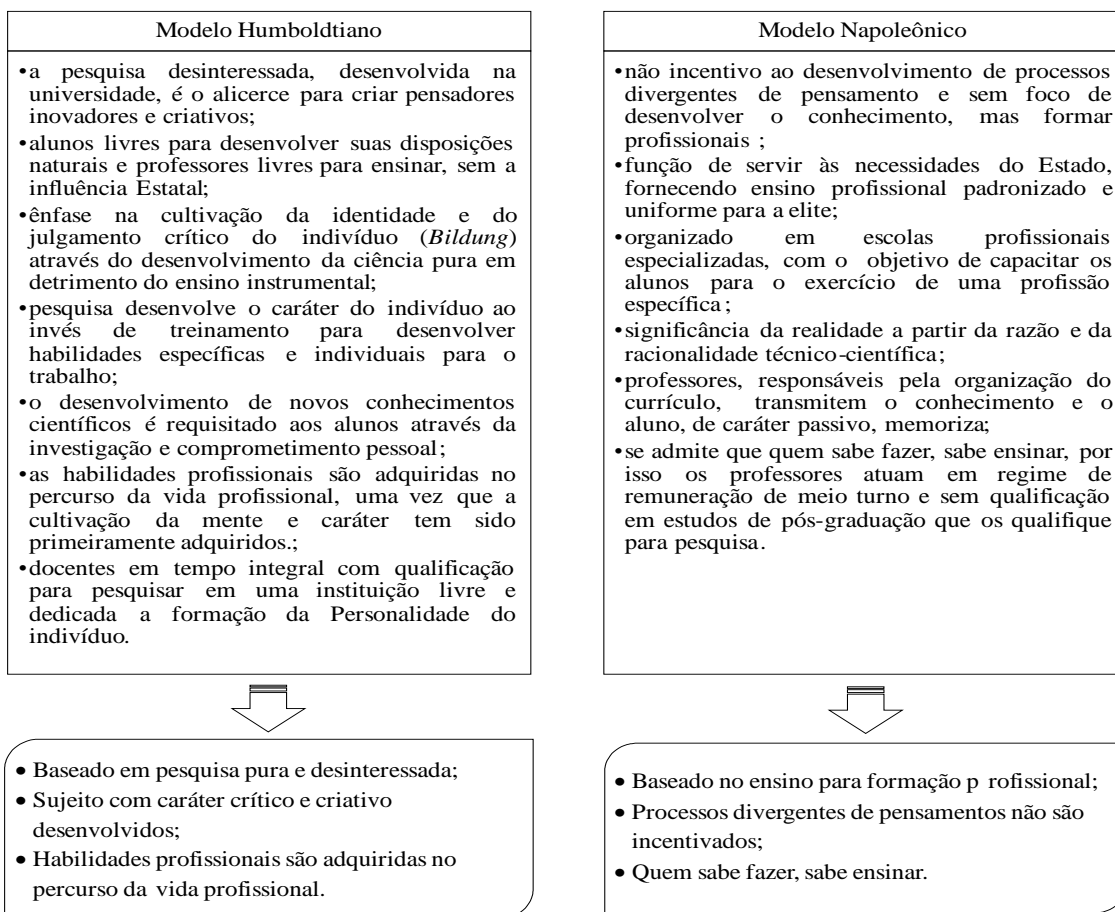 Modelo Humboldtiano
•a pesquisa desinteressada, desenvolvida na
universidade, é o alicerce para criar pensadores
inovadores e criativos;
•alunos livres para desenvolver suas disposições
naturais e professores livres para ensinar, sem a
influência Estatal;
•ênfase na cultivação da identidade e do
julgamento crítico do indivíduo (Bildung)
através do desenvolvimento da ciência pura em
detrimento do ensino instrumental;
•pesquisa desenvolve o caráter do indivíduo ao
invés de treinamento para desenvolver
habilidades específicas e individuais para o
trabalho;
•o desenvolvimento de novos conhecimentos
científicos é requisitado aos alunos através da
investigação e comprometimento pessoal;
•as habilidades profissionais são adquiridas no
percurso da vida profissional, uma vez que a
cultivação da mente e caráter tem sido
primeiramente adquiridos.;
•docentes em tempo integral com qualificação
para pesquisar em uma instituição livre e
dedicada a formação da Personalidade do
indivíduo.
• Baseado em pesquisa pura e desinteressada;
• Sujeito com caráter crítico e criativo
desenvolvidos;
• Habilidades profissionais são adquiridas no
percurso da vida profissional.
Modelo Napoleônico
•não incentivo ao desenvolvimento de processos
divergentes de pensamento e sem foco de
desenvolver o conhecimento, mas formar
profissionais ;
•função de servir às necessidades do Estado,
fornecendo ensino profissional padronizado e
uniforme para a elite;
•organizado em escolas profissionais
especializadas, com o objetivo de capacitar os
alunos para o exercício de uma profissão
específica ;
•significância da realidade a partir da razão e da
racionalidade técnico-científica;
•professores, responsáveis pela organização do
currículo, transmitem o conhecimento e o
aluno, de caráter passivo, memoriza;
•se admite que quem sabe fazer, sabe ensinar, por
isso os professores atuam em regime de
remuneração de meio turno e sem qualificação
em estudos de pós-graduação que os qualifique
para pesquisa.
• Baseado no ensino para formação p rofissional;
• Processos divergentes de pensamentos não são
incentivados;
• Quem sabe fazer, sabe ensinar.